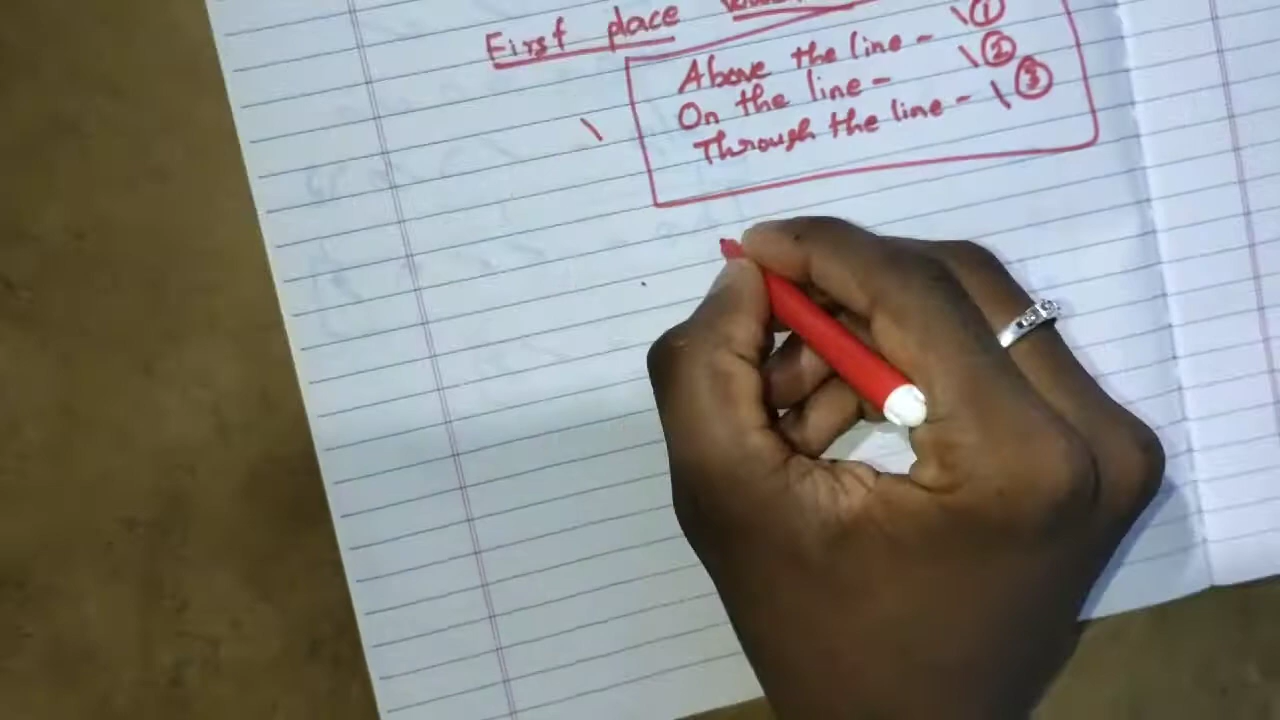 First place
Above the line - \ ①
On the line - \ ②
Through the line - \ ③
\